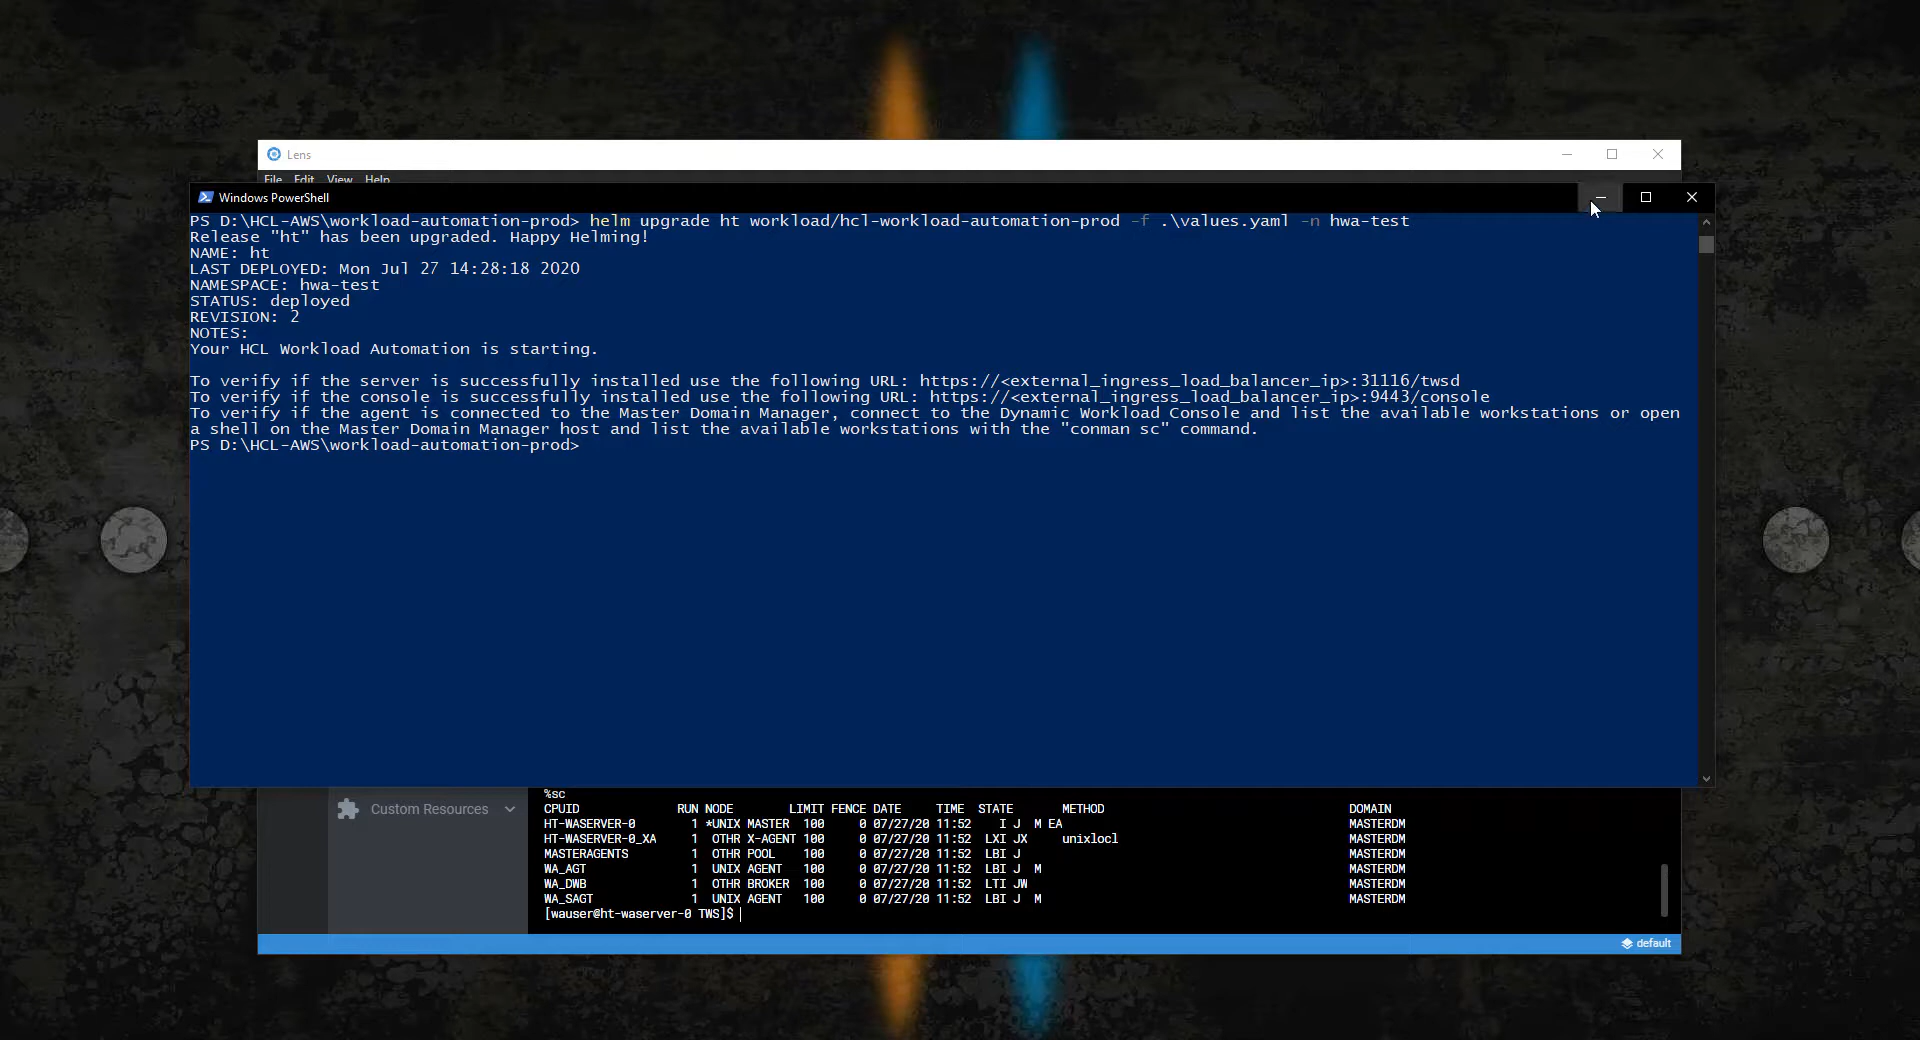 Lens
File Edit View Help
Windows PowerShell
PS D:\HCL-AWS\workload-automation-prod> helm upgrade ht workload/hcl-workload-automation-prod -f .\values.yaml -n hwa-test
Release "ht" has been upgraded. Happy Helming!
NAME: ht
LAST DEPLOYED: Mon Jul 27 14:28:18 2020
NAMESPACE: hwa-test
STATUS: deployed
REVISION: 2
NOTES:
Your HCL Workload Automation is starting.
To verify if the server is successfully installed use the following URL: https://<external_ingress_load_balancer_ip>:31116/twsd
To verify if the console is successfully installed use the following URL: https://<external_ingress_load_balancer_ip>:9443/console
To verify if the agent is connected to the Master Domain Manager, connect to the Dynamic Workload Console and list the available workstations or open
a shell on the Master Domain Manager host and list the available workstations with the "conman sc" command.
PS D:\HCL-AWS\workload-automation-prod>
Custom Resources
%sc
CPUID RUN NODE LIMIT FENCE DATE TIME STATE METHOD DOMAIN
HT-WASERVER-0 1 *UNIX MASTER 100 0 07/27/20 11:52 I J M EA MASTERDM
HT-WASERVER-0_XA 1 OTHR X-AGENT 100 0 07/27/20 11:52 LXI JX unixlocl MASTERDM
MASTERAGENTS 1 OTHR POOL 100 0 07/27/20 11:52 LBI J MASTERDM
WA_AGT 1 UNIX AGENT 100 0 07/27/20 11:52 LBI J M MASTERDM
WA_DWB 1 OTHR BROKER 100 0 07/27/20 11:52 LTI JW MASTERDM
WA_SAGT 1 UNIX AGENT 100 0 07/27/20 11:52 LBI J M MASTERDM
[wauser@ht-waserver-0 TWS]$
default